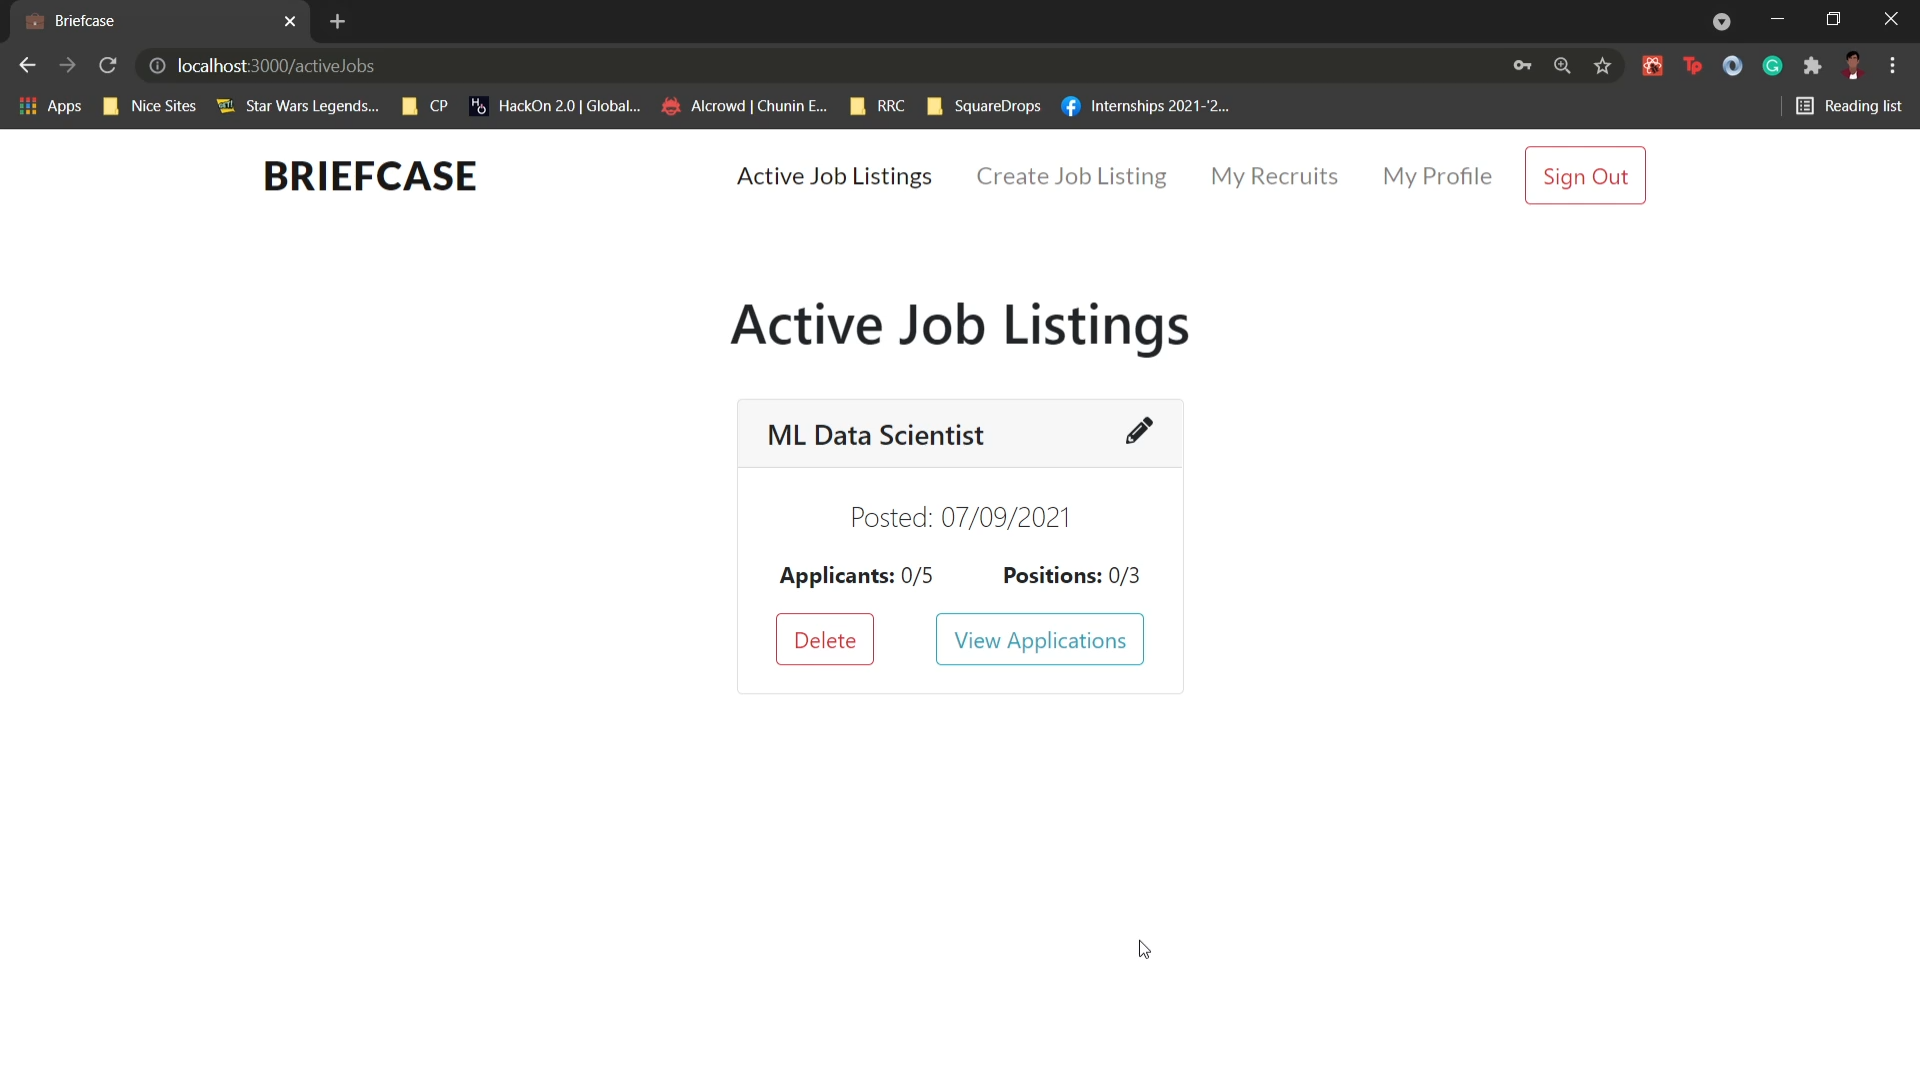 Briefcase
localhost:3000/activeJobs
Apps Nice Sites Star Wars Legends... CP HackOn 2.0 | Global... AIcrowd | Chunin E... RRC SquareDrops Internships 2021-'2... Reading list
BRIEFCASE Active Job Listings Create Job Listing My Recruits My Profile Sign Out
Active Job Listings
ML Data Scientist
Posted: 07/09/2021
Applicants: 0/5 Positions: 0/3
Delete View Applications